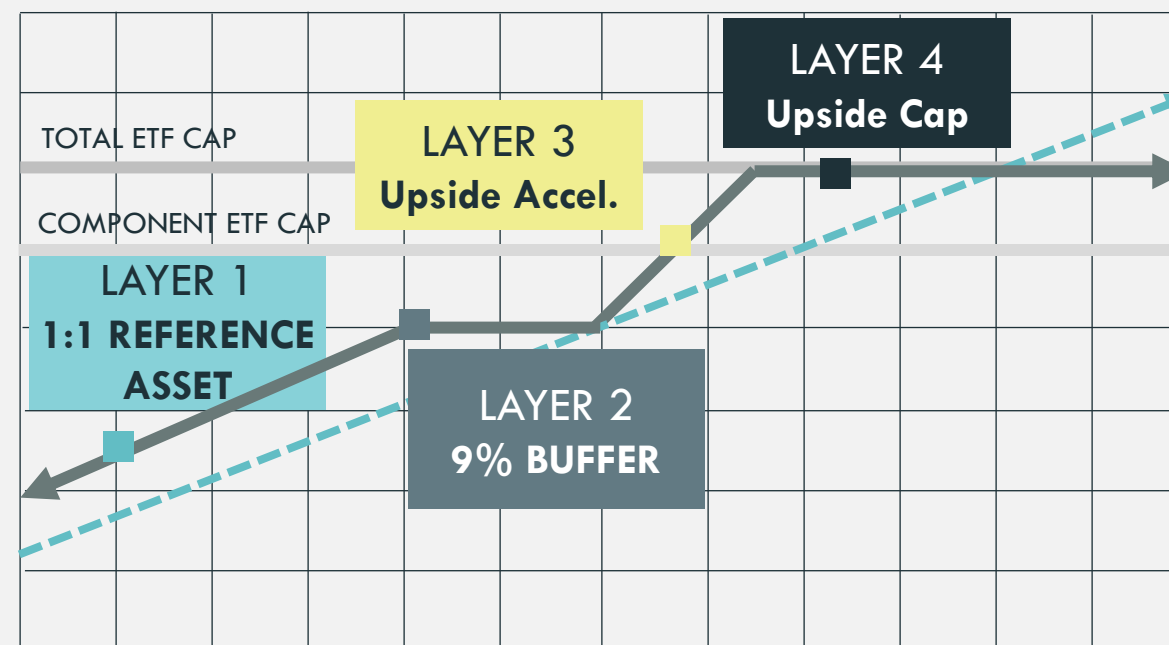 LAYER 4
Upside Cap
TOTAL ETF CAP
LAYER 3
Upside Accel.
COMPONENT ETF CAP
LAYER 1
1:1 REFERENCE
ASSET
LAYER 2
9% BUFFER